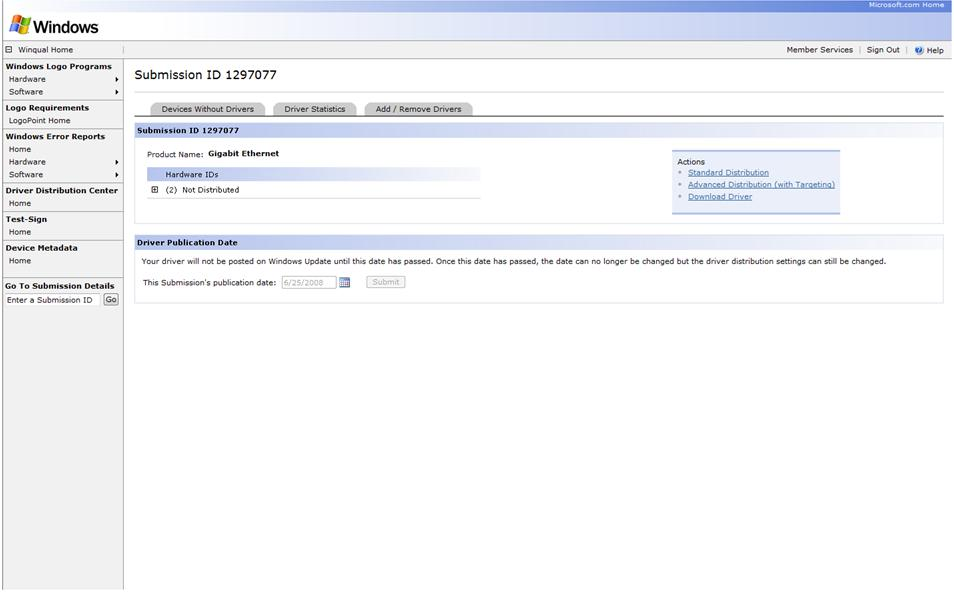 Microsoft.com Home
Windows
Winqual Home
Member Services | Sign Out | Help
Windows Logo Programs
Hardware
Software
Logo Requirements
LogoPoint Home
Windows Error Reports
Home
Hardware
Software
Driver Distribution Center
Home
Test-Sign
Home
Device Metadata
Home
Go To Submission Details
Enter a Submission ID Go
Submission ID 1297077
Devices Without Drivers Driver Statistics Add / Remove Drivers
Submission ID 1297077
Product Name: Gigabit Ethernet
Hardware IDs
(2) Not Distributed
Actions
Standard Distribution
Advanced Distribution (with Targeting)
Download Driver
Driver Publication Date
Your driver will not be posted on Windows Update until this date has passed. Once this date has passed, the date can no longer be changed but the driver distribution settings can still be changed.
This Submission's publication date: 6/25/2008 Submit